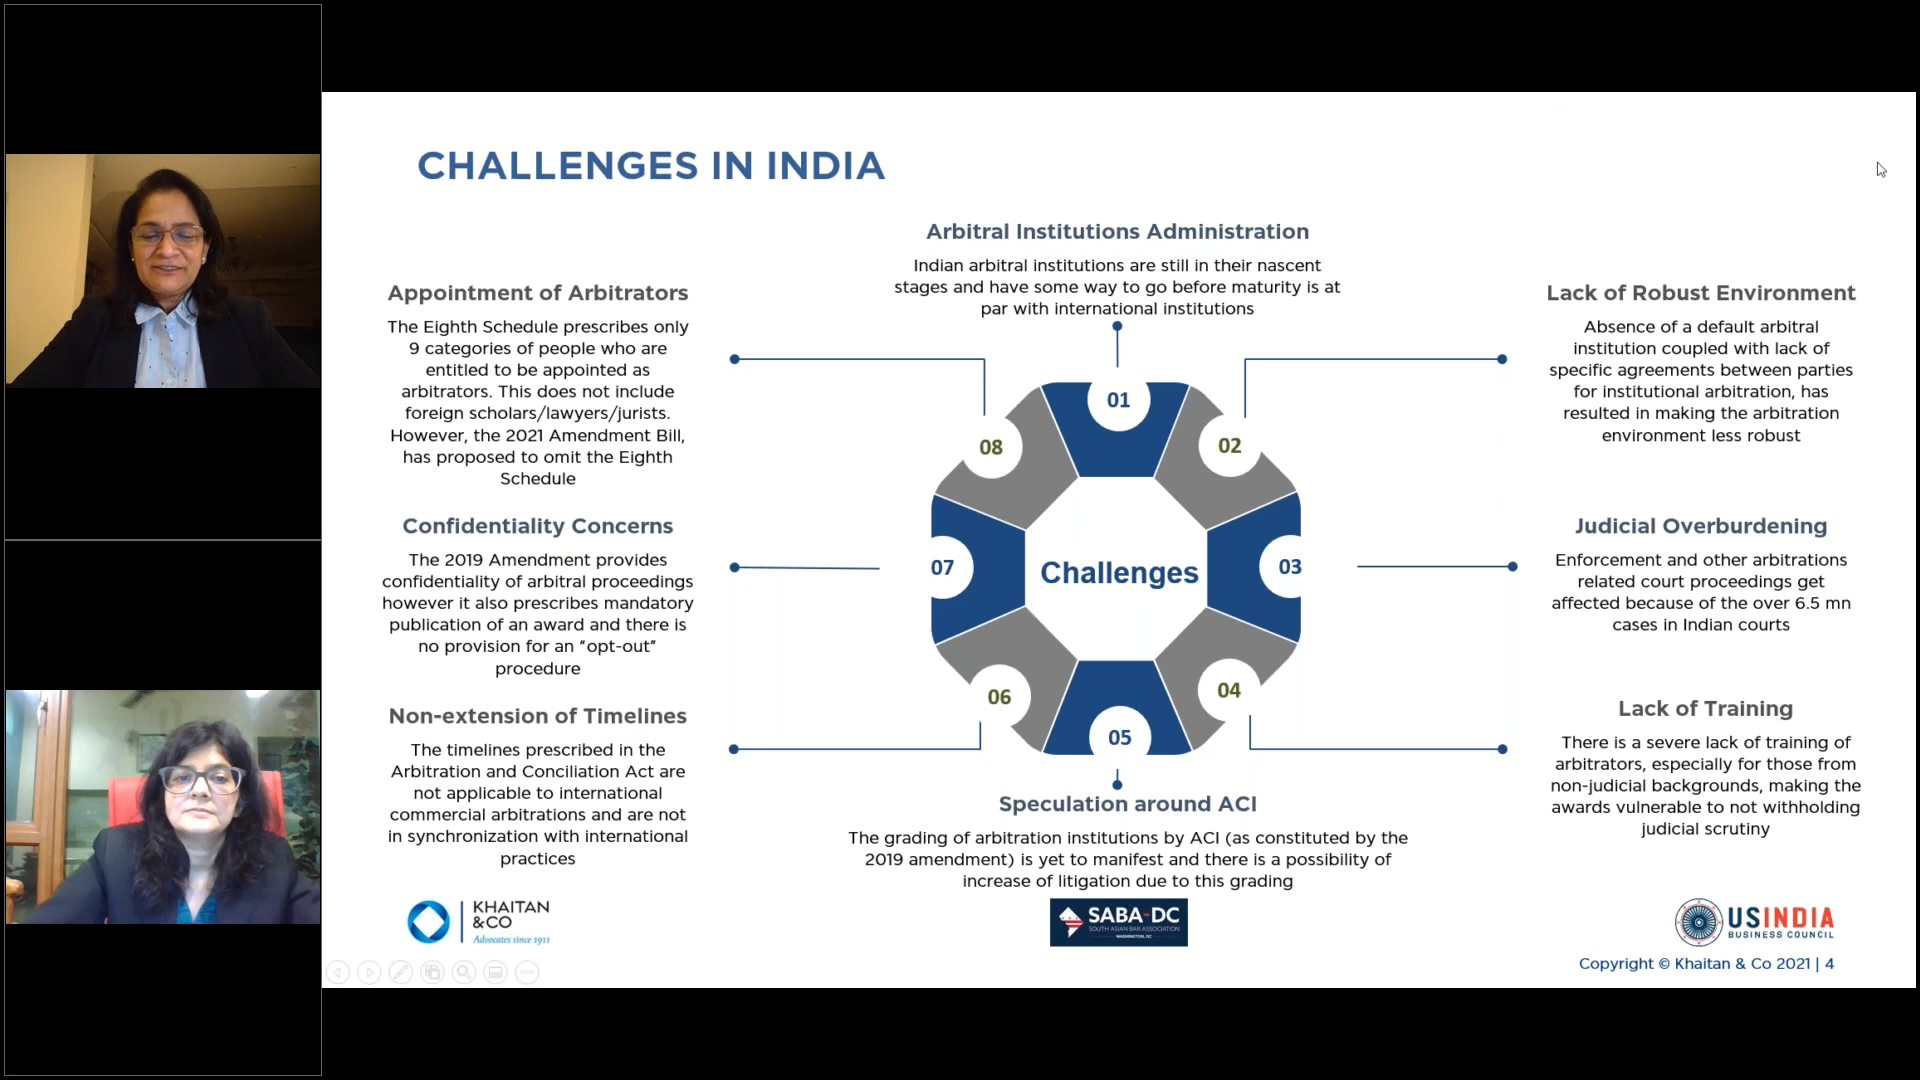 CHALLENGES IN INDIA
Arbitral Institutions Administration
Indian arbitral institutions are still in their nascent
stages and have some way to go before maturity is at
par with international institutions
Appointment of Arbitrators
The Eighth Schedule prescribes only
9 categories of people who are
entitled to be appointed as
arbitrators. This does not include
foreign scholars/lawyers/jurists.
However, the 2021 Amendment Bill,
has proposed to omit the Eighth
Schedule
Lack of Robust Environment
Absence of a default arbitral
institution coupled with lack of
specific agreements between parties
for institutional arbitration, has
resulted in making the arbitration
environment less robust
01
02
03
04
05
06
07
08
Challenges
Confidentiality Concerns
The 2019 Amendment provides
confidentiality of arbitral proceedings
however it also prescribes mandatory
publication of an award and there is
no provision for an "opt-out"
procedure
Judicial Overburdening
Enforcement and other arbitrations
related court proceedings get
affected because of the over 6.5 mn
cases in Indian courts
Non-extension of Timelines
The timelines prescribed in the
Arbitration and Conciliation Act are
not applicable to international
commercial arbitrations and are not
in synchronization with international
practices
Lack of Training
There is a severe lack of training of
arbitrators, especially for those from
non-judicial backgrounds, making the
awards vulnerable to not withholding
judicial scrutiny
Speculation around ACI
The grading of arbitration institutions by ACI (as constituted by the
2019 amendment) is yet to manifest and there is a possibility of
increase of litigation due to this grading
KHAITAN
&CO
Advocates since 1911
SABA-DC
SOUTH ASIAN BAR ASSOCIATION
WASHINGTON, DC
USINDIA
BUSINESS COUNCIL
Copyright © Khaitan & Co 2021 | 4